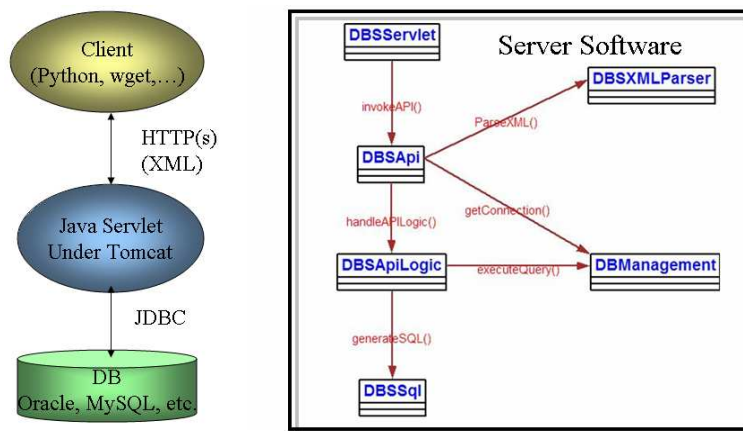 Client
(Python, wget,...)
HTTP(s)
(XML)
Java Servlet
Under Tomcat
JDBC
DB
Oracle, MySQL, etc.
Server Software
DBSServlet
invokeAPI()
DBSXMLParser
ParseXML()
DBSApi
handleAPILogic()
getConnection()
DBSApiLogic
executeQuery()
DBManagement
generateSQL()
DBSSql